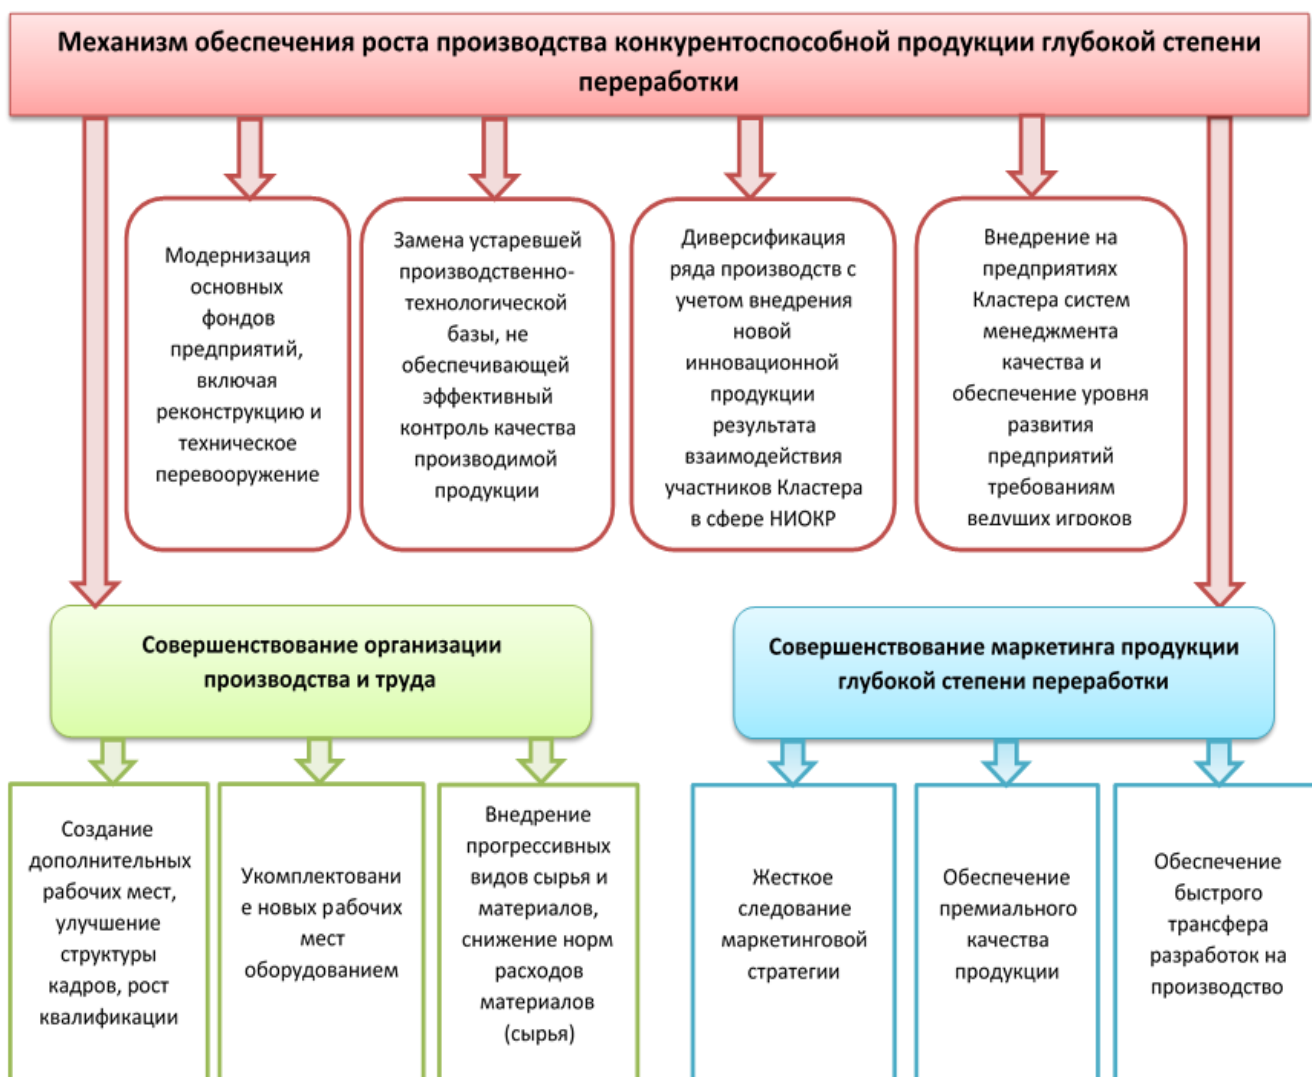 Механизм обеспечения роста производства конкурентоспособной продукции глубокой степени
переработки
Модернизация
основных
фондов
предприятий,
включая
реконструкцию и
техническое
перевооружение
Замена устаревшей
производственно-
технологической
базы, не
обеспечивающей
эффективный
контроль качества
производимой
продукции
Диверсификация
ряда производств с
учетом внедрения
новой
инновационной
продукции
результата
взаимодействия
участников Кластера
в сфере НИОКР
Внедрение на
предприятиях
Кластера систем
менеджмента
качества и
обеспечение уровня
развития
предприятий
требованиям
ведущих игроков
Совершенствование организации
производства и труда
Совершенствование маркетинга продукции
глубокой степени переработки
Создание
дополнительных
рабочих мест,
улучшение
структуры
кадров, рост
квалификации
Укомплектовани
е новых рабочих
мест
оборудованием
Внедрение
прогрессивных
видов сырья и
материалов,
снижение норм
расходов
материалов
(сырья)
Жесткое
следование
маркетинговой
стратегии
Обеспечение
премиального
качества
продукции
Обеспечение
быстрого
трансфера
разработок на
производство